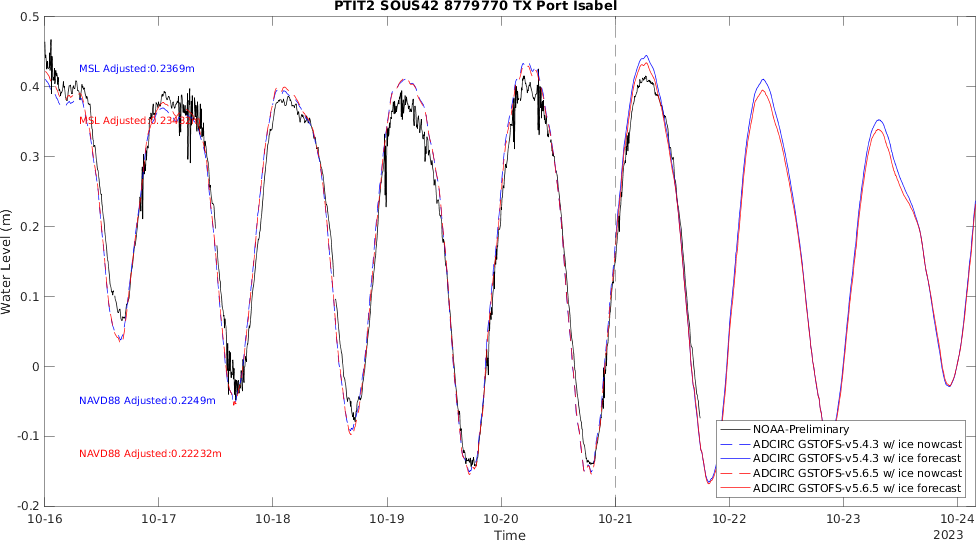 PTIT2 SOUS42 8779770 TX Port Isabel
0.5
0.4
0.3
0.2
0.1
0
-0.1
-0.2
Water Level (m)
MSL Adjusted:0.2369m
MSL Adjusted:
NAVD88 Adjusted:0.2249m
NAVD88 Adjusted:0.22232m
NOAA-Preliminary
ADCIRC GSTOFS-v5.4.3 w/ ice nowcast
ADCIRC GSTOFS-v5.4.3 w/ ice forecast
ADCIRC GSTOFS-v5.6.5 w/ ice nowcast
ADCIRC GSTOFS-v5.6.5 w/ ice forecast
10-16 10-17 10-18 10-19 10-20 10-21 10-22 10-23 10-24
Time
2023